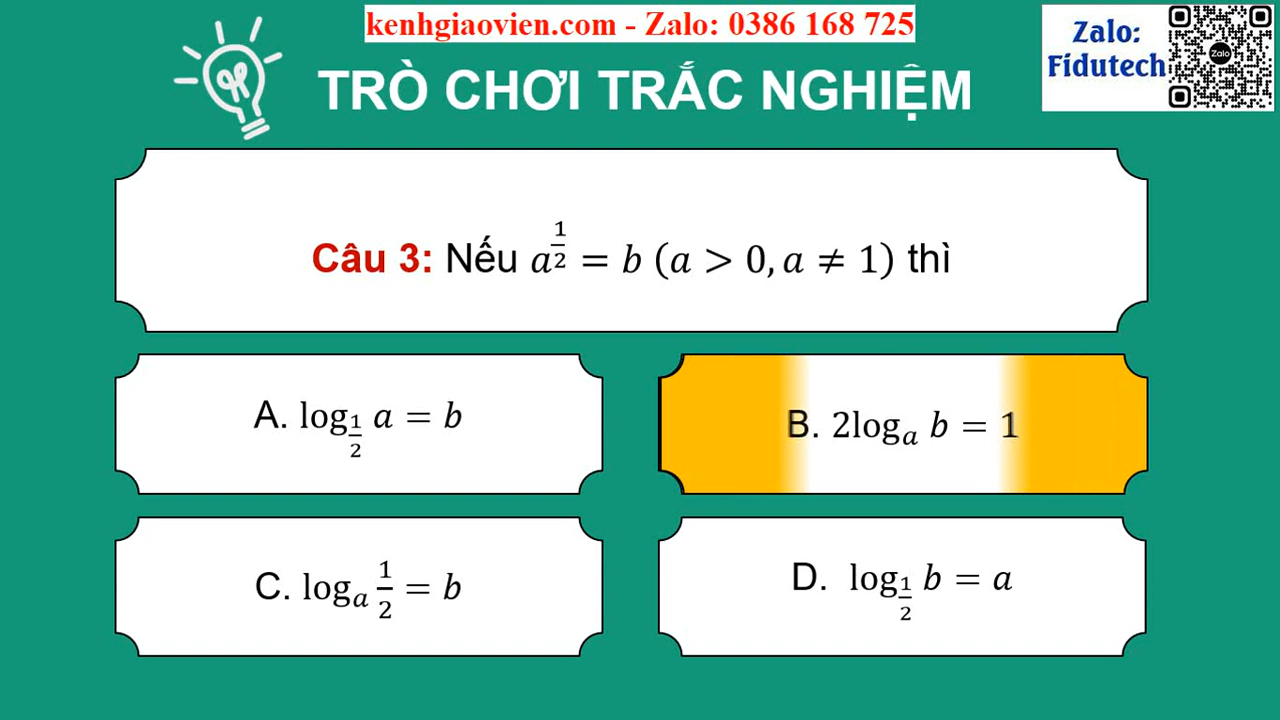 kenhgiaovien.com - Zalo: 0386 168 725
Zalo:
Fidutech
Zalo
TRÒ CHƠI TRẮC NGHIỆM
Câu 3: Nếu a^{1/2} = b (a > 0, a ≠ 1) thì
A. log_{1/2} a = b
B. 2log_a b = 1
C. log_a 1/2 = b
D. log_{1/2} b = a